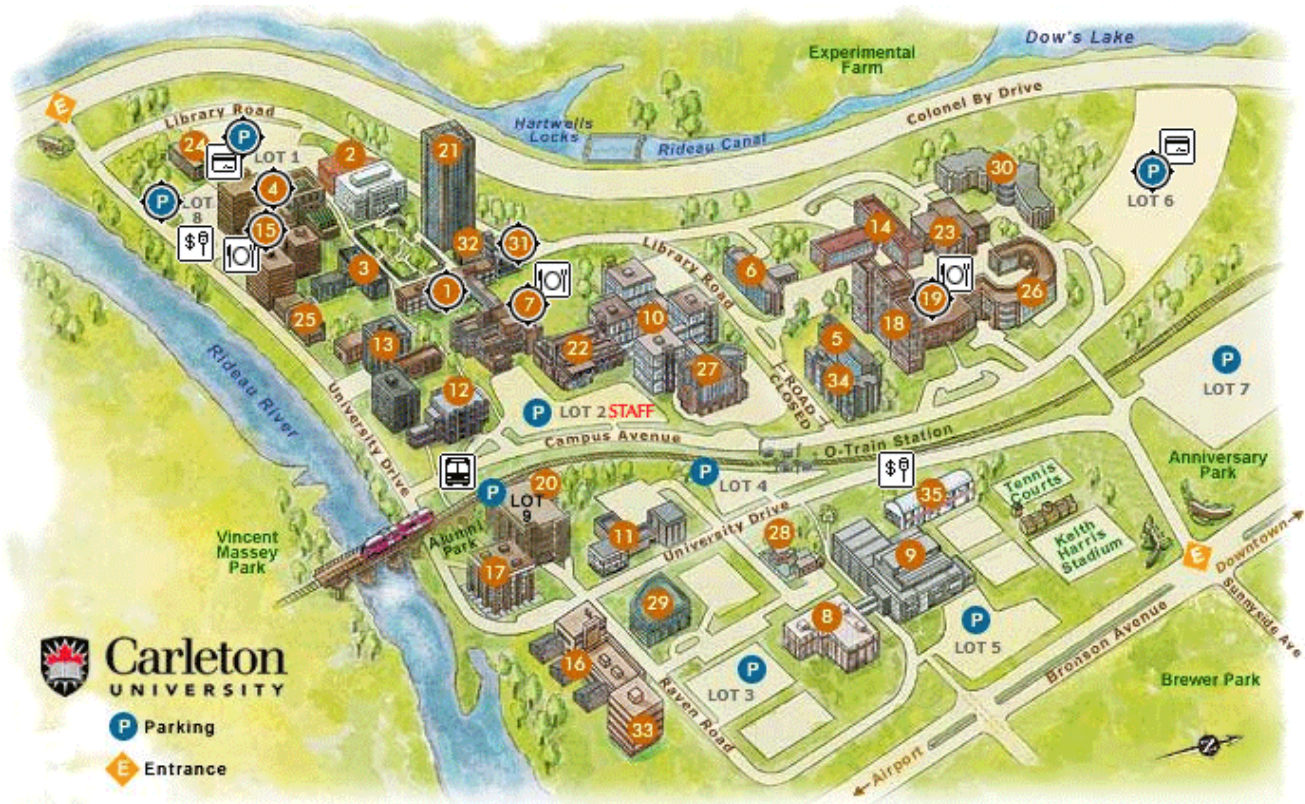 Dow's Lake
Experimental
Farm
Colonel By Drive
E
Library Road
24
P
LOT 1
2
21
Hartwells
Locks
Rideau Canal
30
P
LOT 6
P
LOT
8
4
15
$
3
32
31
14
23
Library Road
6
1
7
19
26
25
13
10
18
5
22
27
34
P
LOT 7
Rideau River
University Drive
12
P
LOT 2 STAFF
ROAD
CLOSED
Campus Avenue
O-Train Station
$
P
LOT 4
35
Tennis
Courts
Anniversary
Park
P
LOT
9
20
Alumni
Park
11
University Drive
28
9
Keith
Harris
Stadium
E
Downtown
Sunnyside Ave
Vincent
Massey
Park
17
29
8
P
LOT 5
Bronson Avenue
16
P
LOT 3
Raven Road
33
Brewer Park
Airport
N
Carleton
UNIVERSITY
P Parking
E Entrance